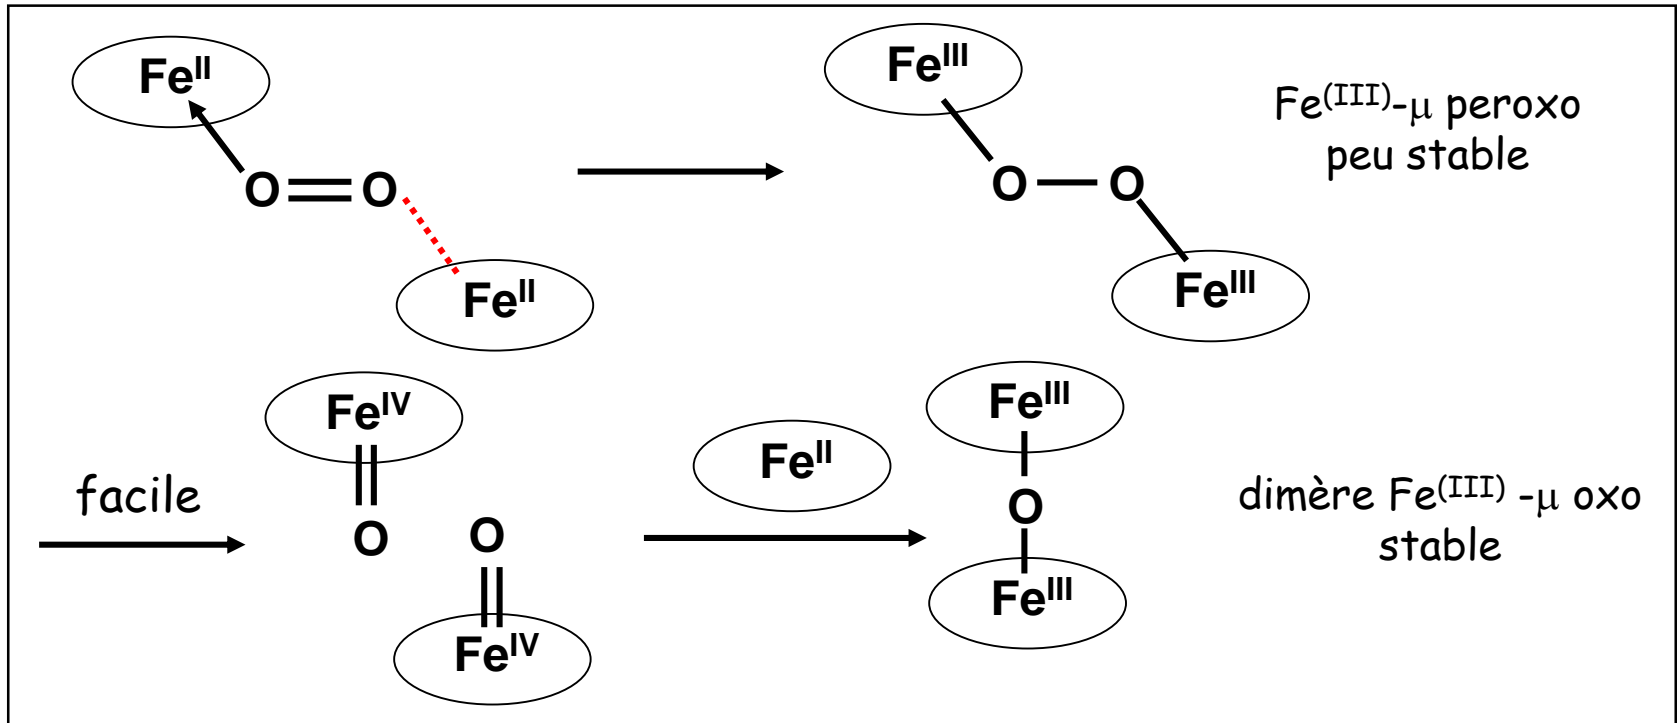 Fe^II
O=O
Fe^II
Fe^III
O-O
Fe^III
Fe^(III)-μ peroxo
peu stable
facile
Fe^IV
O
O
Fe^IV
Fe^II
Fe^III
O
Fe^III
dimère Fe^(III) -μ oxo
stable